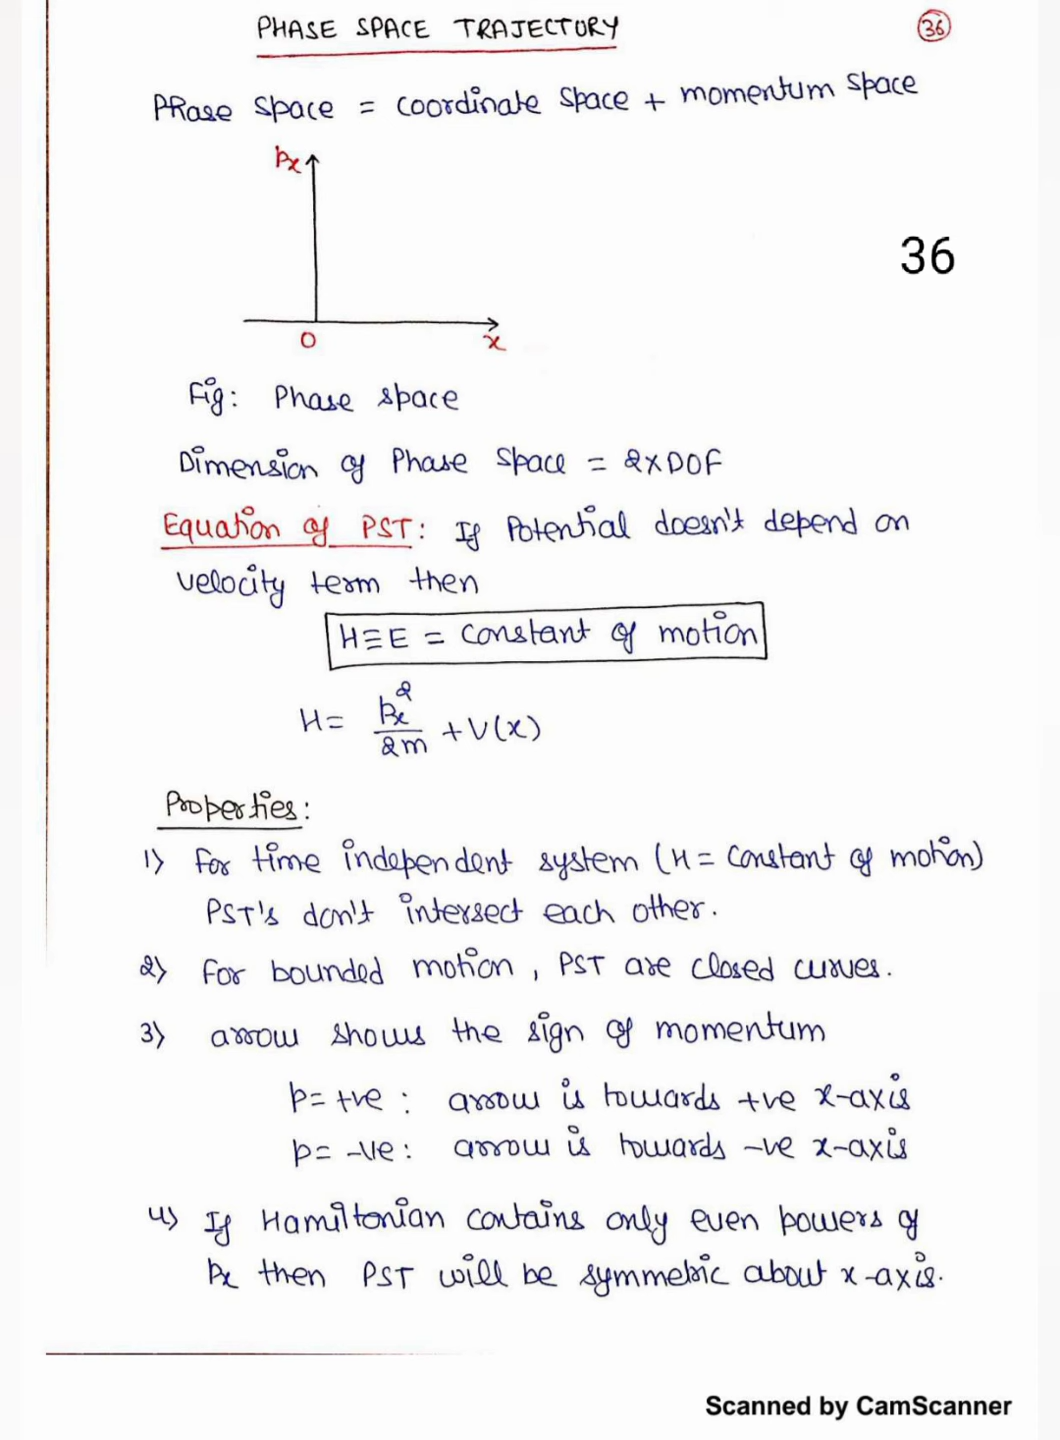 PHASE SPACE TRAJECTORY
36
Phase space = coordinate space + momentum space
px
36
0
x
Fig: Phase space
Dimension of Phase Space = 2xDOF
Equation of PST: If Potential doesn't depend on
velocity term then
H≡E = constant of motion
H= px²/2m +V(x)
Properties:
1) for time independent system (H = constant of motion)
PST's don't intersect each other.
2) for bounded motion, PST are closed curves.
3) arrow shows the sign of momentum
p= +ve : arrow is towards +ve x-axis
p= -ve : arrow is towards -ve x-axis
4) If Hamiltonian contains only even powers of
px then PST will be symmetric about x-axis.
Scanned by CamScanner